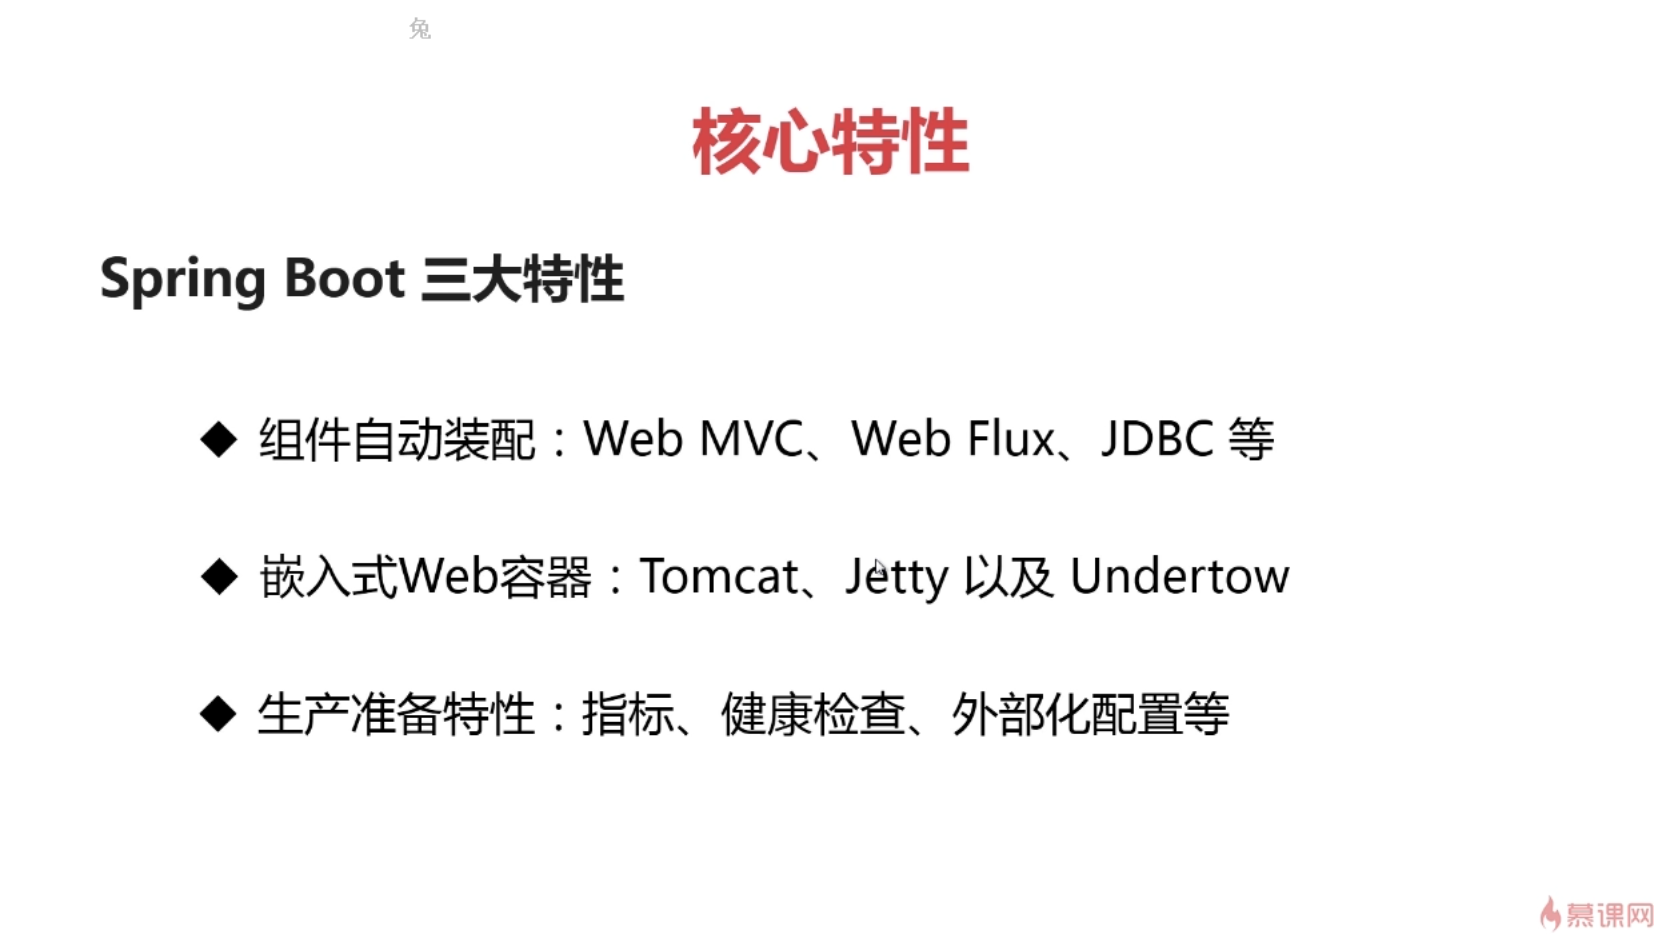 兔
核心特性
Spring Boot 三大特性
◆ 组件自动装配：Web MVC、Web Flux、JDBC 等
◆ 嵌入式Web容器：Tomcat、Jetty 以及 Undertow
◆ 生产准备特性：指标、健康检查、外部化配置等
慕课网